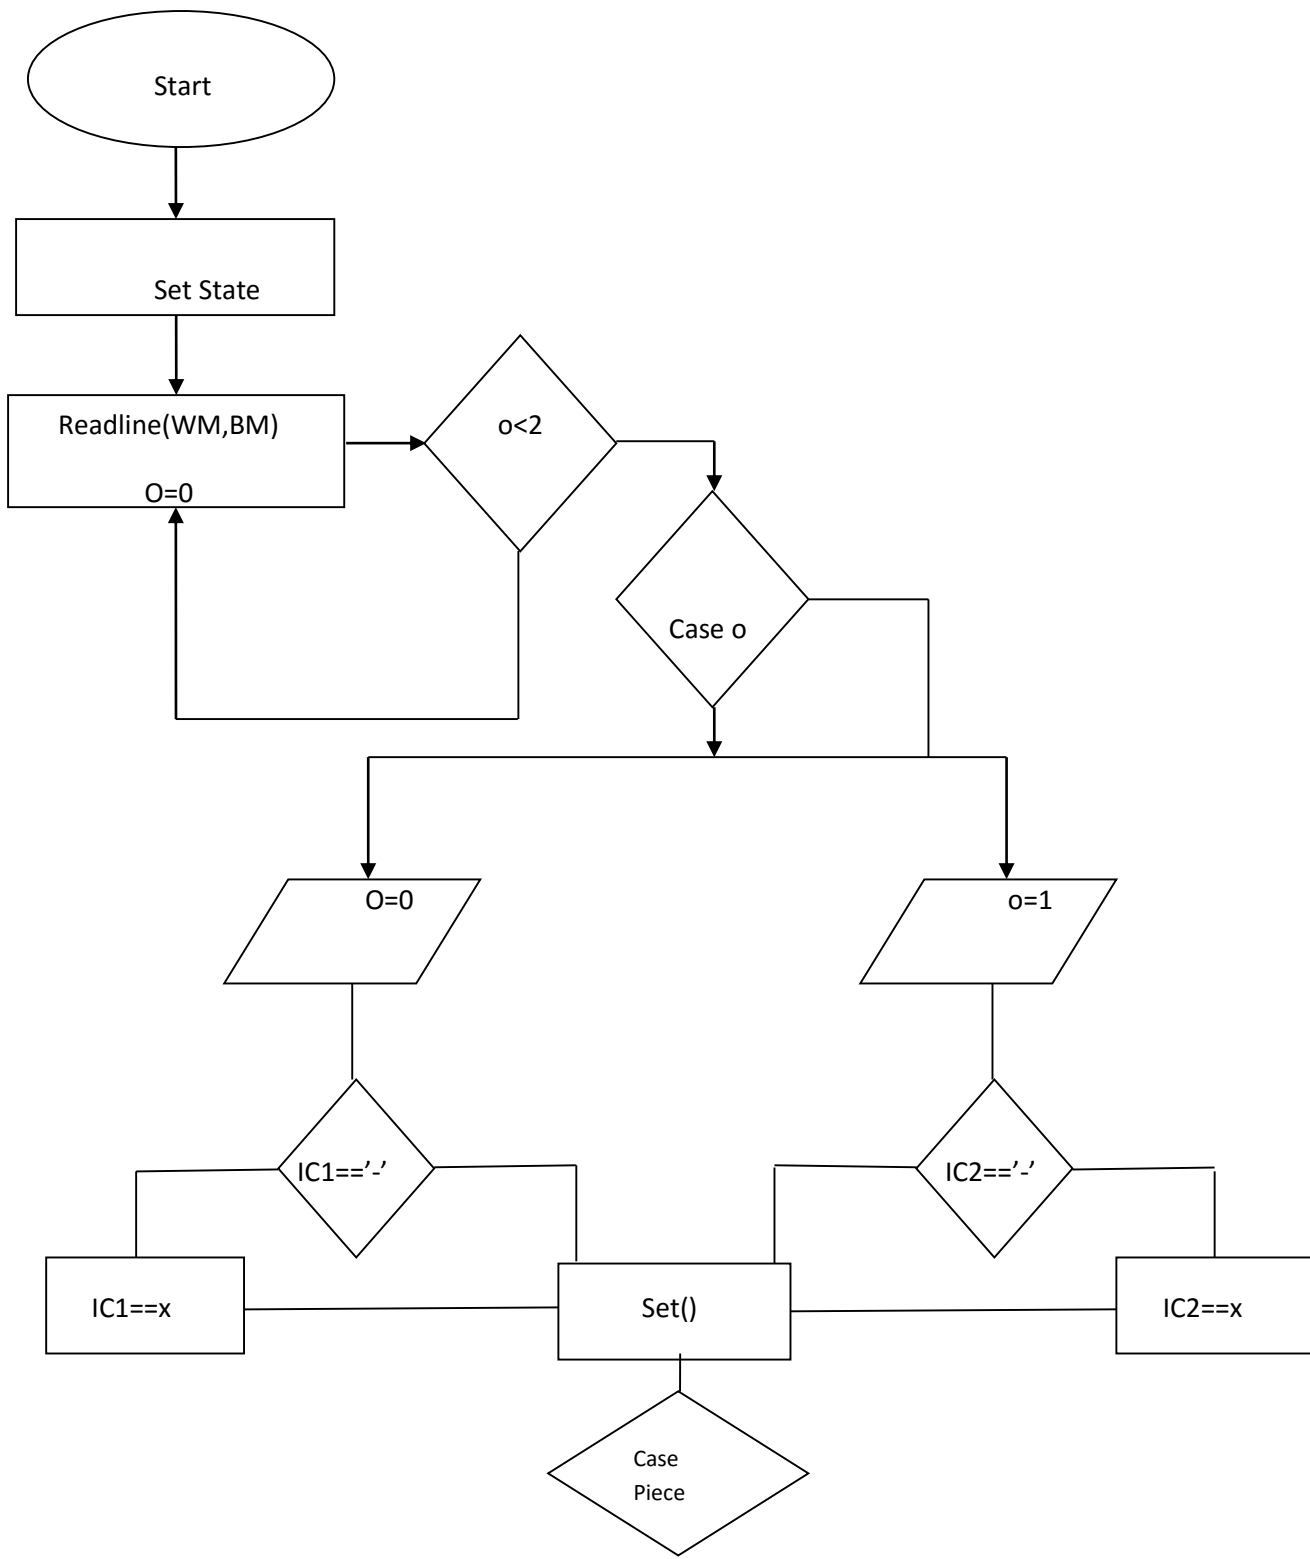 Start
Set State
Readline(WM,BM)
O=0
o<2
Case o
O=0
o=1
IC1==’-’
IC2==’-’
IC1==x
Set()
IC2==x
Case
Piece